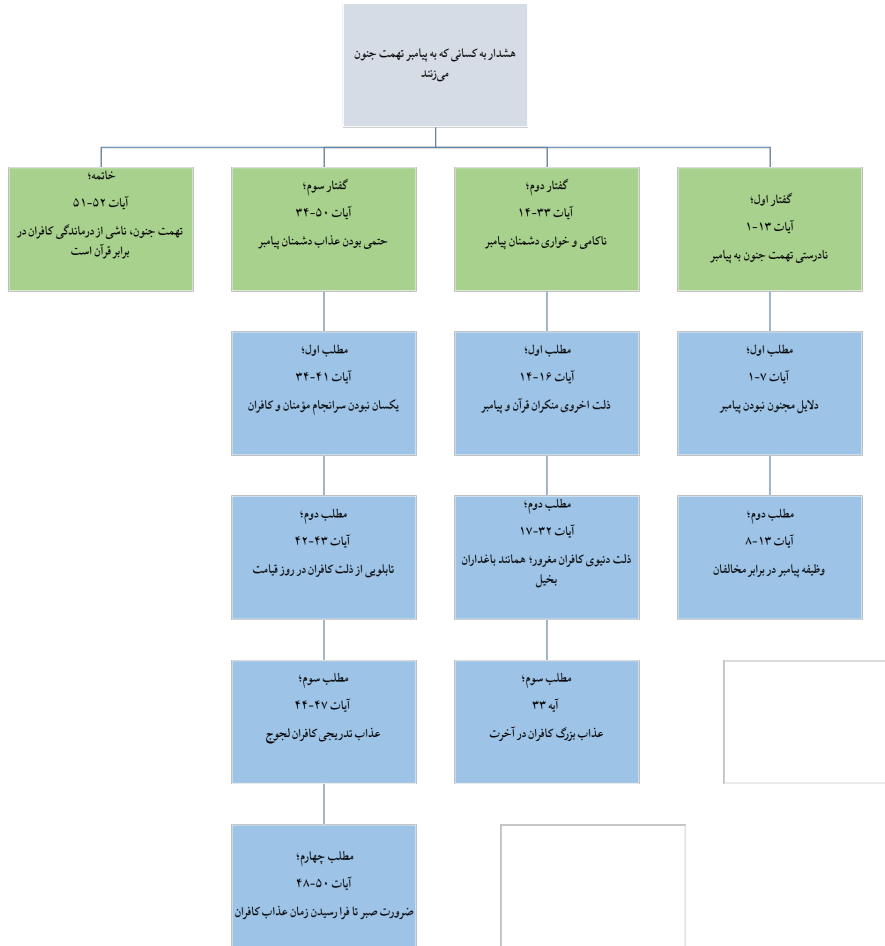 هشدار به کسانی که به پیامبر تهمت جنون
می‌زنند
گفتار اول؛
آیات ۱۳-۱
نادرستی تهمت جنون به پیامبر
مطلب اول؛
آیات ۷-۱
دلایل مجنون نبودن پیامبر
مطلب دوم؛
آیات ۱۳-۸
وظیفه پیامبر در برابر مخالفان
گفتار دوم؛
آیات ۳۳-۱۴
ناکامی و خواری دشمنان پیامبر
مطلب اول؛
آیات ۱۶-۱۴
ذلت اخروی منکران قرآن و پیامبر
مطلب دوم؛
آیات ۳۲-۱۷
ذلت دنیوی کافران مغرور؛ همانند باغداران
بخیل
مطلب سوم؛
آیه ۳۳
عذاب بزرگ کافران در آخرت
گفتار سوم؛
آیات ۵۰-۳۴
حتمی بودن عذاب دشمنان پیامبر
مطلب اول؛
آیات ۴۱-۳۴
یکسان نبودن سرانجام مؤمنان و کافران
مطلب دوم؛
آیات ۴۳-۴۲
تابلویی از ذلت کافران در روز قیامت
مطلب سوم؛
آیات ۴۷-۴۴
عذاب تدریجی کافران لجوج
مطلب چهارم؛
آیات ۵۰-۴۸
ضرورت صبر تا فرا رسیدن زمان عذاب کافران
خاتمه؛
آیات ۵۲-۵۱
تهمت جنون، ناشی از درماندگی کافران در
برابر قرآن است